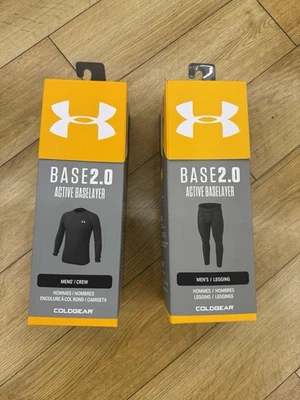 BASE2.0
ACTIVE BASELAYER
MENS' / CREW
HOMMES / HOMBRES
ENCOLURE À COL ROND / CAMISETA
COLDGEAR
BASE2.0
ACTIVE BASELAYER
MEN'S / LEGGING
HOMMES / HOMBRES
LEGGING / LEGGINGS
COLDGEAR